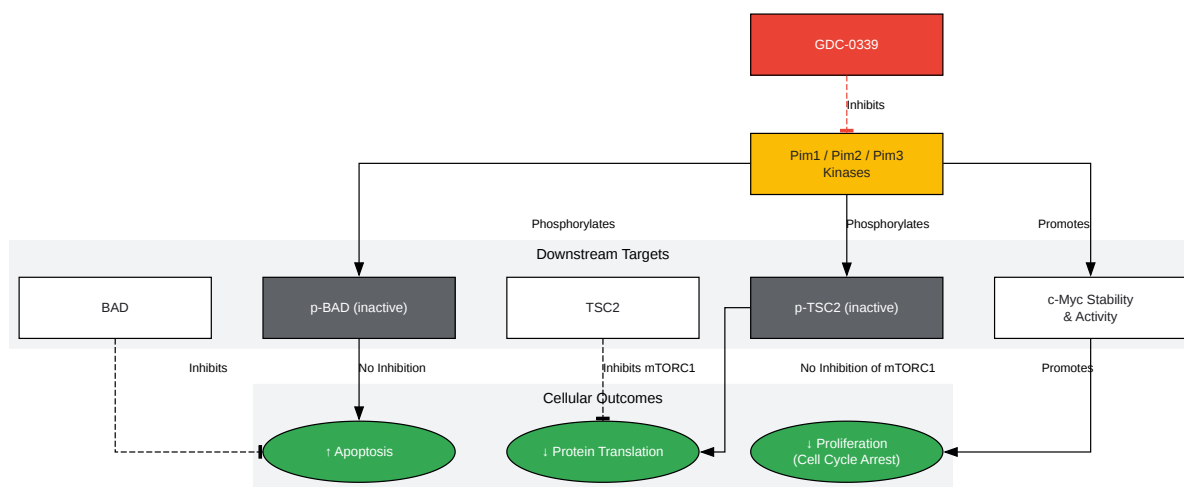 GDC-0339
Inhibits
Pim1 / Pim2 / Pim3
Kinases
Phosphorylates
Phosphorylates
Promotes
Downstream Targets
BAD
p-BAD (inactive)
TSC2
p-TSC2 (inactive)
c-Myc Stability
& Activity
Inhibits
No Inhibition
Inhibits mTORC1
No Inhibition of mTORC1
Promotes
Cellular Outcomes
↑ Apoptosis
↓ Protein Translation
↓ Proliferation
(Cell Cycle Arrest)